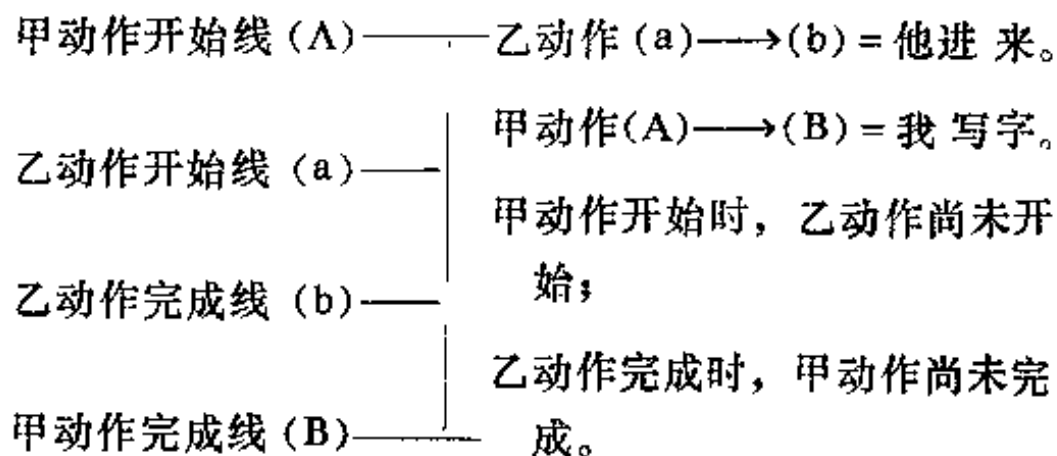 甲动作开始线 (A)——乙动作 (a)⟶(b) = 他进来。
甲动作(A)⟶(B) = 我写字。
乙动作开始线 (a)—
甲动作开始时，乙动作尚未开
始；
乙动作完成线 (b)—
乙动作完成时，甲动作尚未完
甲动作完成线 (B)——
成。